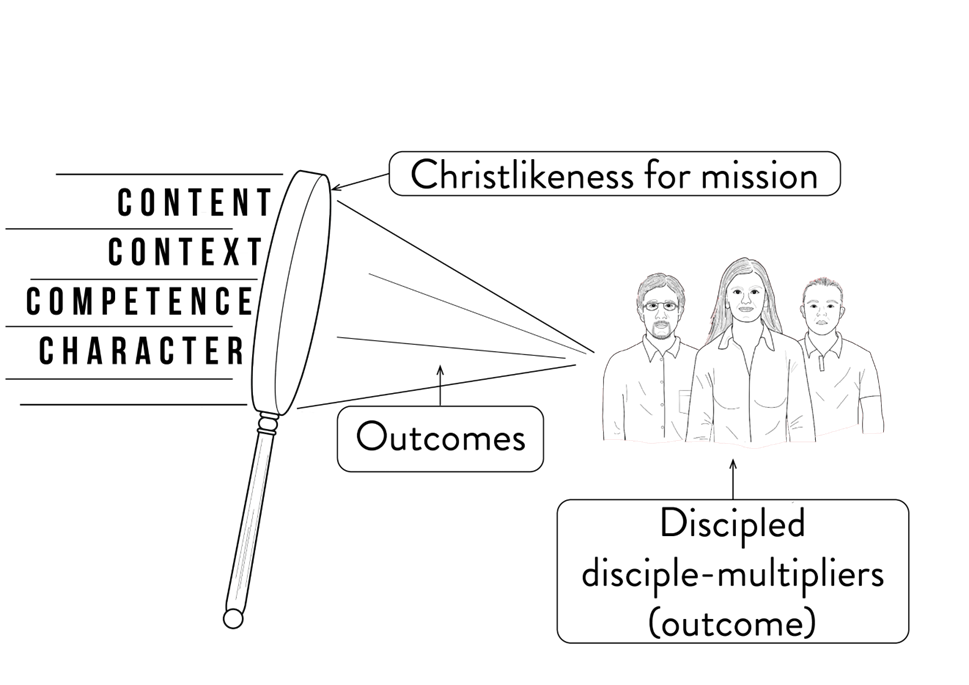 Christlikeness for mission
CONTENT
CONTEXT
COMPETENCE
CHARACTER
Outcomes
Discipled
disciple-multipliers
(outcome)